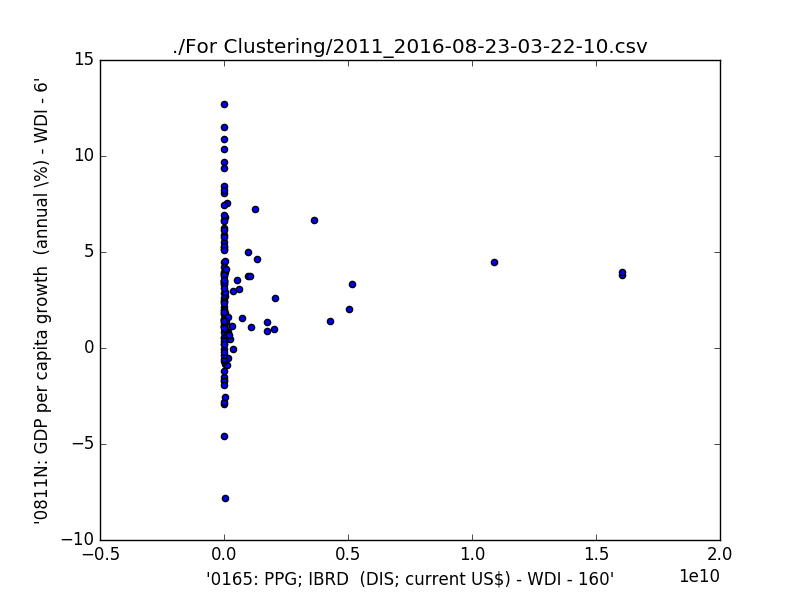 ./For Clustering/2011_2016-08-23-03-22-10.csv
15
10
5
0
−5
−10
'0811N: GDP per capita growth  (annual \%) - WDI - 6'
−0.5 0.0 0.5 1.0 1.5 2.0
1e10
'0165: PPG; IBRD  (DIS; current US$) - WDI - 160'